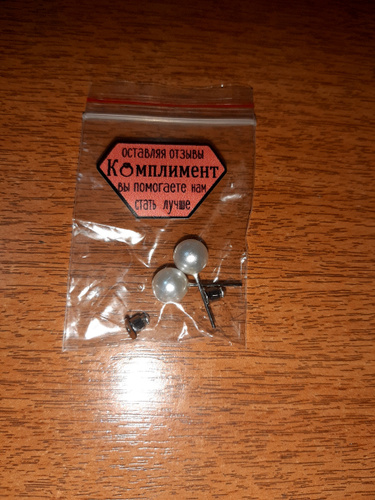 оставляя отзывы
Комплимент
вы помогаете нам
стать лучше